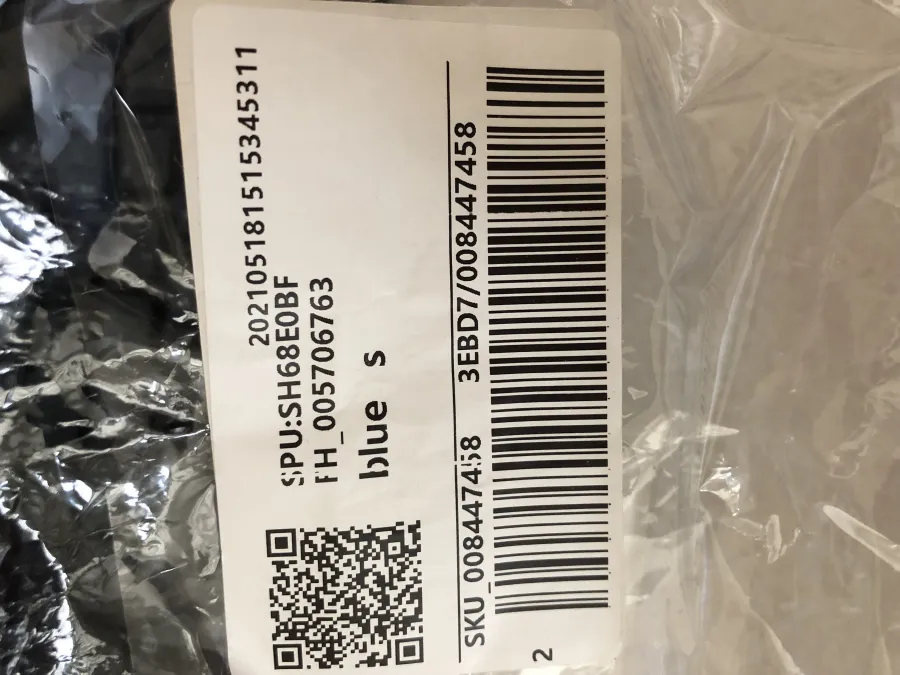 20210518151534531​1
SPU:SH68E0BF
FH_005706763
blue s
SKU_008447458 3EBD7/008447458
2